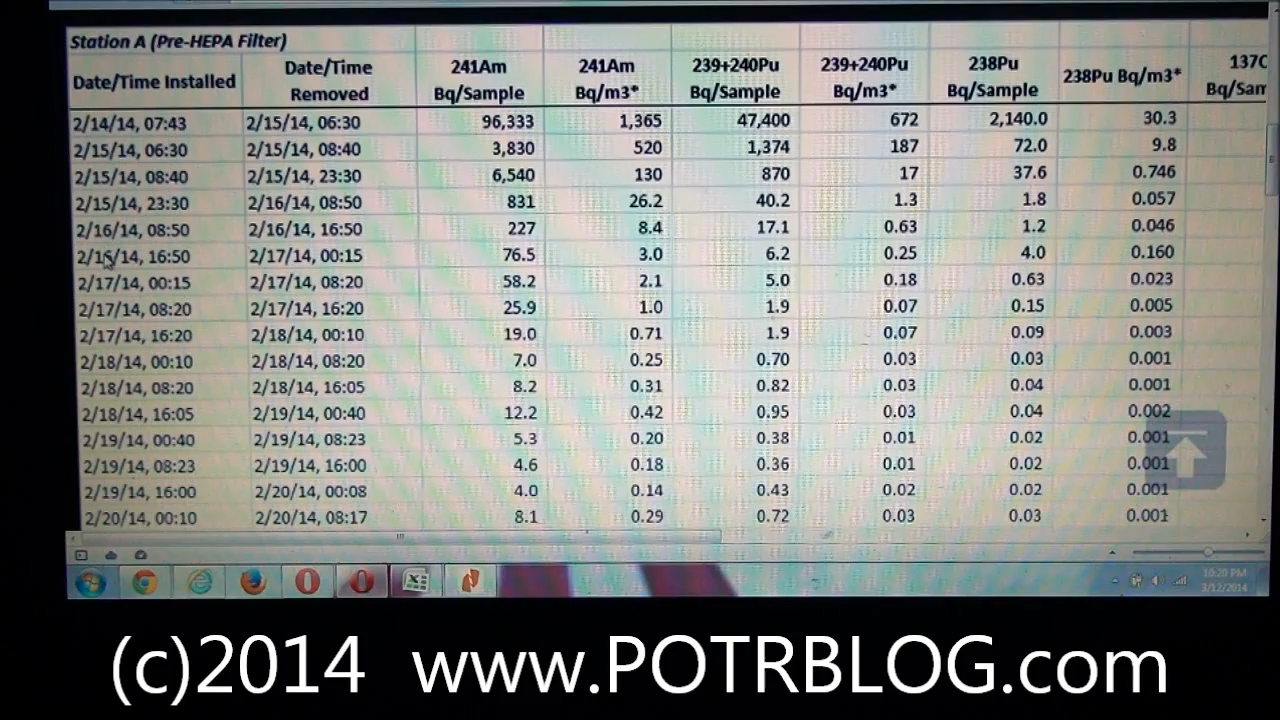 Station A (Pre-HEPA Filter)
Date/Time Installed Date/Time Removed 241Am Bq/Sample 241Am Bq/m3* 239+240Pu Bq/Sample 239+240Pu Bq/m3* 238Pu Bq/Sample 238Pu Bq/m3* 137C Bq/Sam
2/14/14, 07:43 2/15/14, 06:30 96,333 1,365 47,400 672 2,140.0 30.3
2/15/14, 06:30 2/15/14, 08:40 3,830 520 1,374 187 72.0 9.8
2/15/14, 08:40 2/15/14, 23:30 6,540 130 870 17 37.6 0.746
2/15/14, 23:30 2/16/14, 08:50 831 26.2 40.2 1.3 1.8 0.057
2/16/14, 08:50 2/16/14, 16:50 227 8.4 17.1 0.63 1.2 0.046
16:50 2/17/14, 00:15 76.5 3.0 6.2 0.25 4.0 0.160
2/17/14, 00:15 2/17/14, 08:20 58.2 2.1 5.0 0.18 0.63 0.023
2/17/14, 08:20 2/17/14, 16:20 25.9 1.0 1.9 0.07 0.15 0.005
2/17/14, 16:20 2/18/14, 00:10 19.0 0.71 1.9 0.07 0.09 0.003
2/18/14, 00:10 2/18/14, 08:20 7.0 0.25 0.70 0.03 0.03 0.001
2/18/14, 08:20 2/18/14, 16:05 8.2 0.31 0.82 0.03 0.04 0.001
2/18/14, 16:05 2/19/14, 00:40 12.2 0.42 0.95 0.03 0.04 0.002
2/19/14, 00:40 2/19/14, 08:23 5.3 0.20 0.38 0.01 0.02 0.001
2/19/14, 08:23 2/19/14, 16:00 4.6 0.18 0.36 0.01 0.02 0.001
2/19/14, 16:00 2/20/14, 00:08 4.0 0.14 0.43 0.02 0.02 0.001
2/20/14, 00:10 2/20/14, 08:17 8.1 0.29 0.72 0.03 0.03 0.001
10:20 PM
3/12/2014
(c)2014 www.POTRBLOG.com